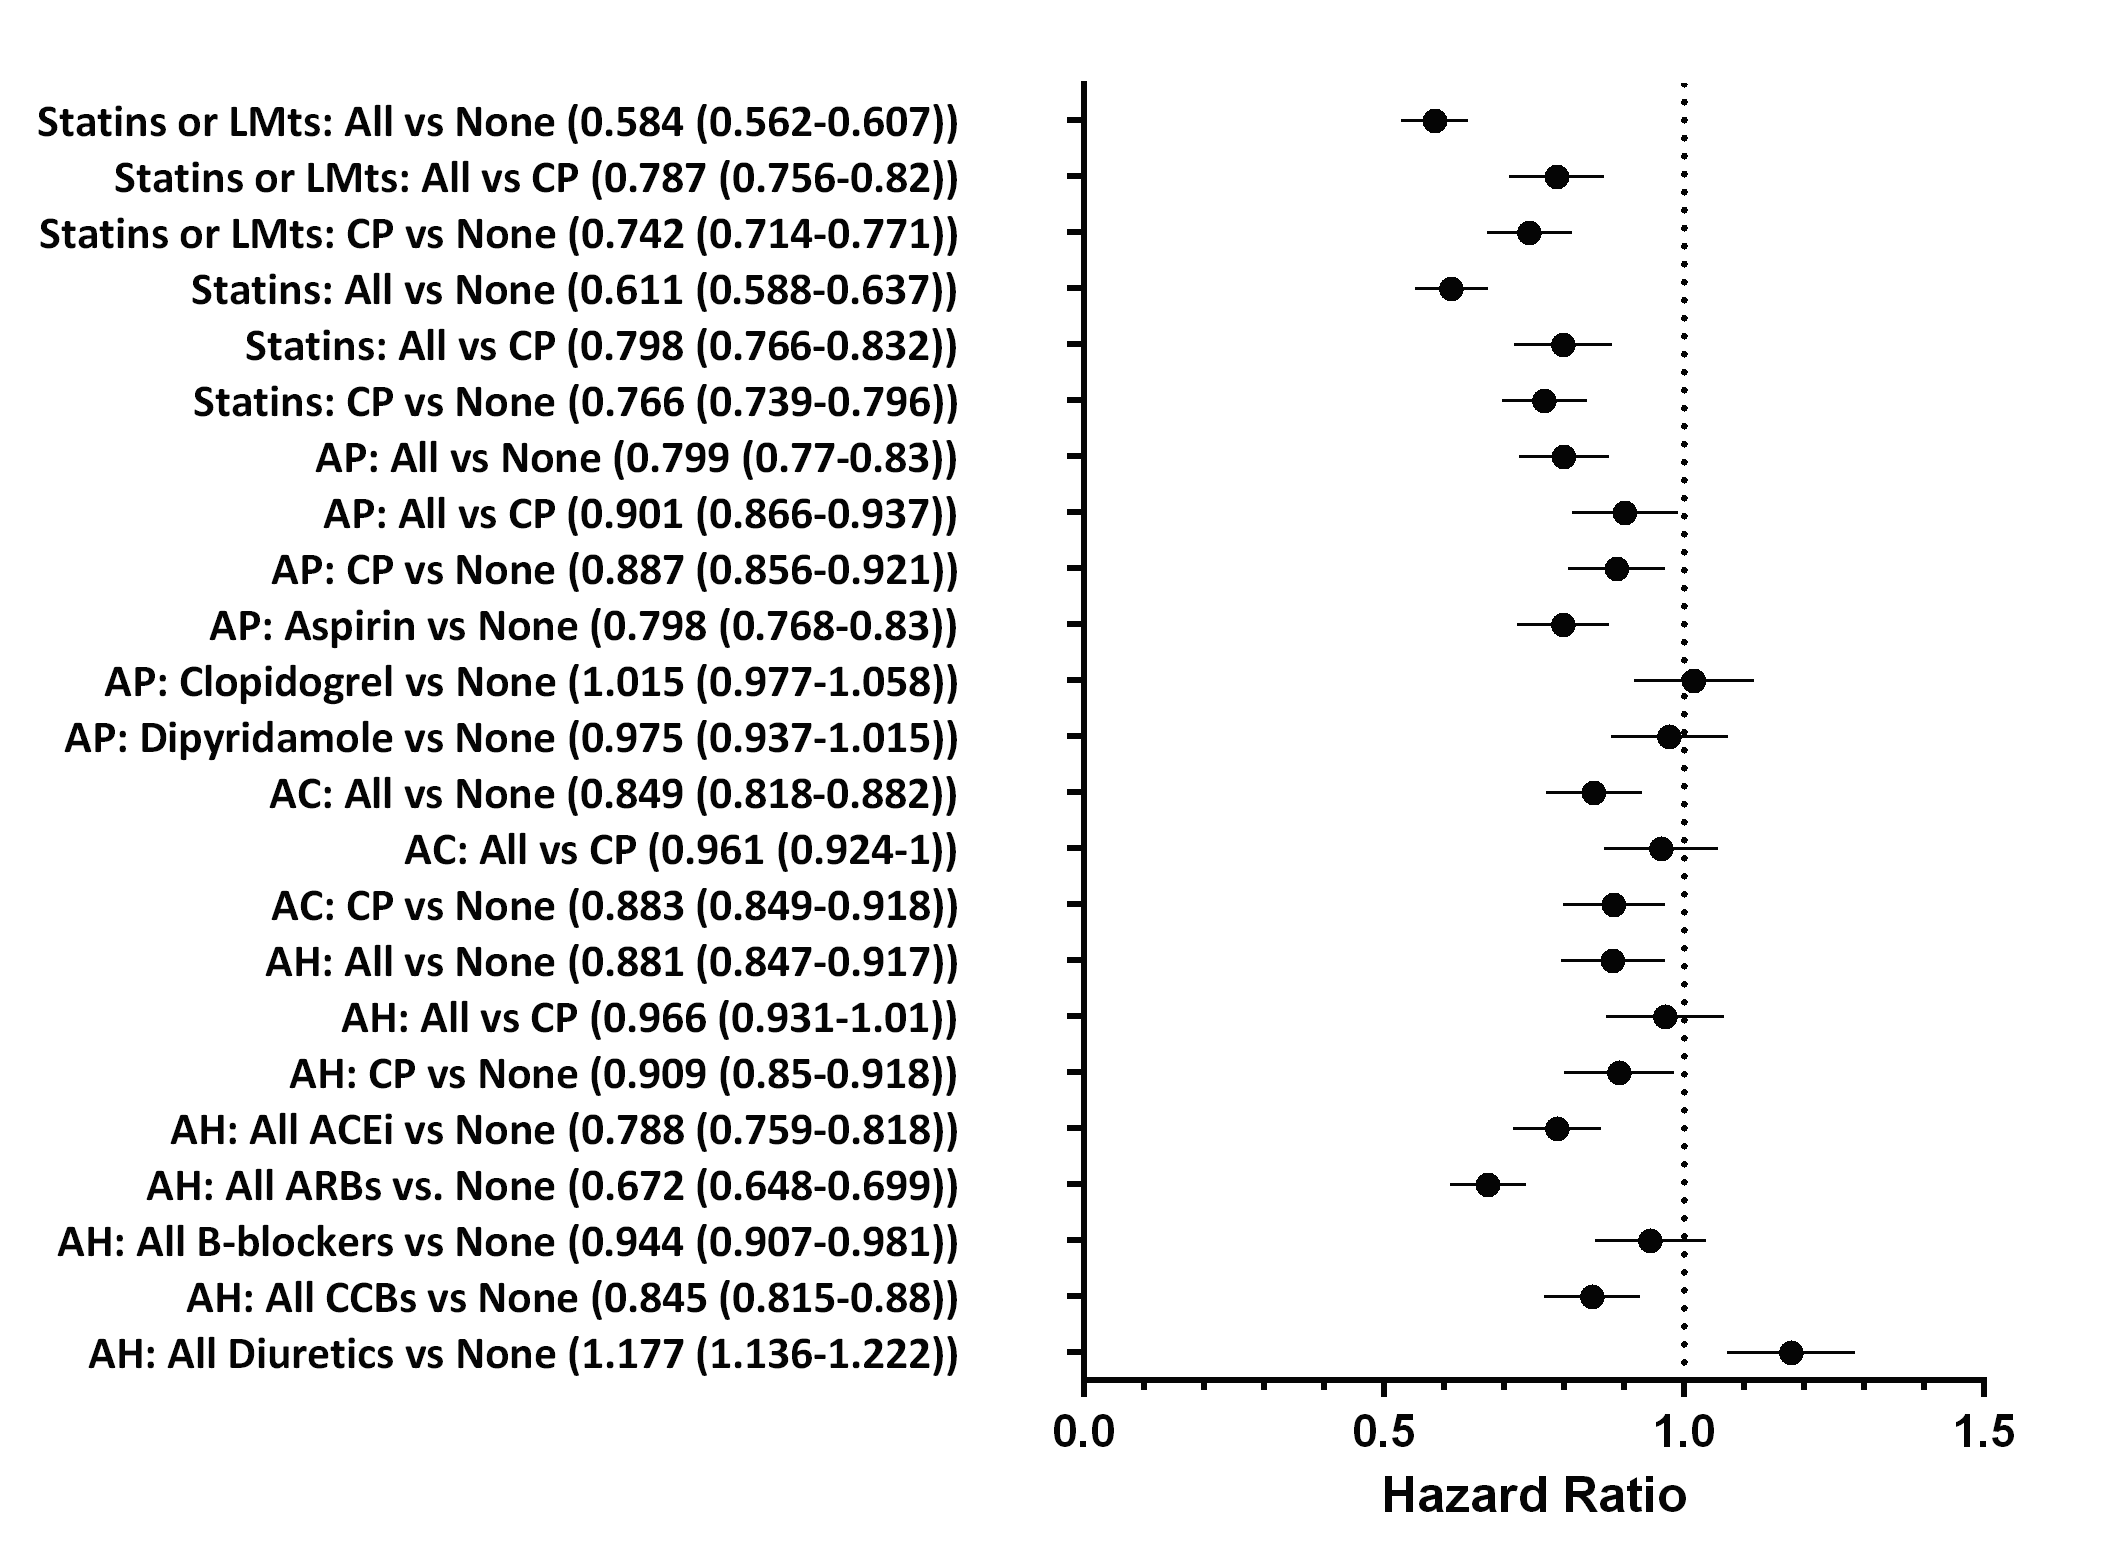 Statins or LMts: All vs None (0.584 (0.562-0.607))
Statins or LMts: All vs CP (0.787 (0.756-0.82))
Statins or LMts: CP vs None (0.742 (0.714-0.771))
Statins: All vs None (0.611 (0.588-0.637))
Statins: All vs CP (0.798 (0.766-0.832))
Statins: CP vs None (0.766 (0.739-0.796))
AP: All vs None (0.799 (0.77-0.83))
AP: All vs CP (0.901 (0.866-0.937))
AP: CP vs None (0.887 (0.856-0.921))
AP: Aspirin vs None (0.798 (0.768-0.83))
AP: Clopidogrel vs None (1.015 (0.977-1.058))
AP: Dipyridamole vs None (0.975 (0.937-1.015))
AC: All vs None (0.849 (0.818-0.882))
AC: All vs CP (0.961 (0.924-1))
AC: CP vs None (0.883 (0.849-0.918))
AH: All vs None (0.881 (0.847-0.917))
AH: All vs CP (0.966 (0.931-1.01))
AH: CP vs None (0.909 (0.85-0.918))
AH: All ACEi vs None (0.788 (0.759-0.818))
AH: All ARBs vs. None (0.672 (0.648-0.699))
AH: All B-blockers vs None (0.944 (0.907-0.981))
AH: All CCBs vs None (0.845 (0.815-0.88))
AH: All Diuretics vs None (1.177 (1.136-1.222))
0.0 0.5 1.0 1.5
Hazard Ratio